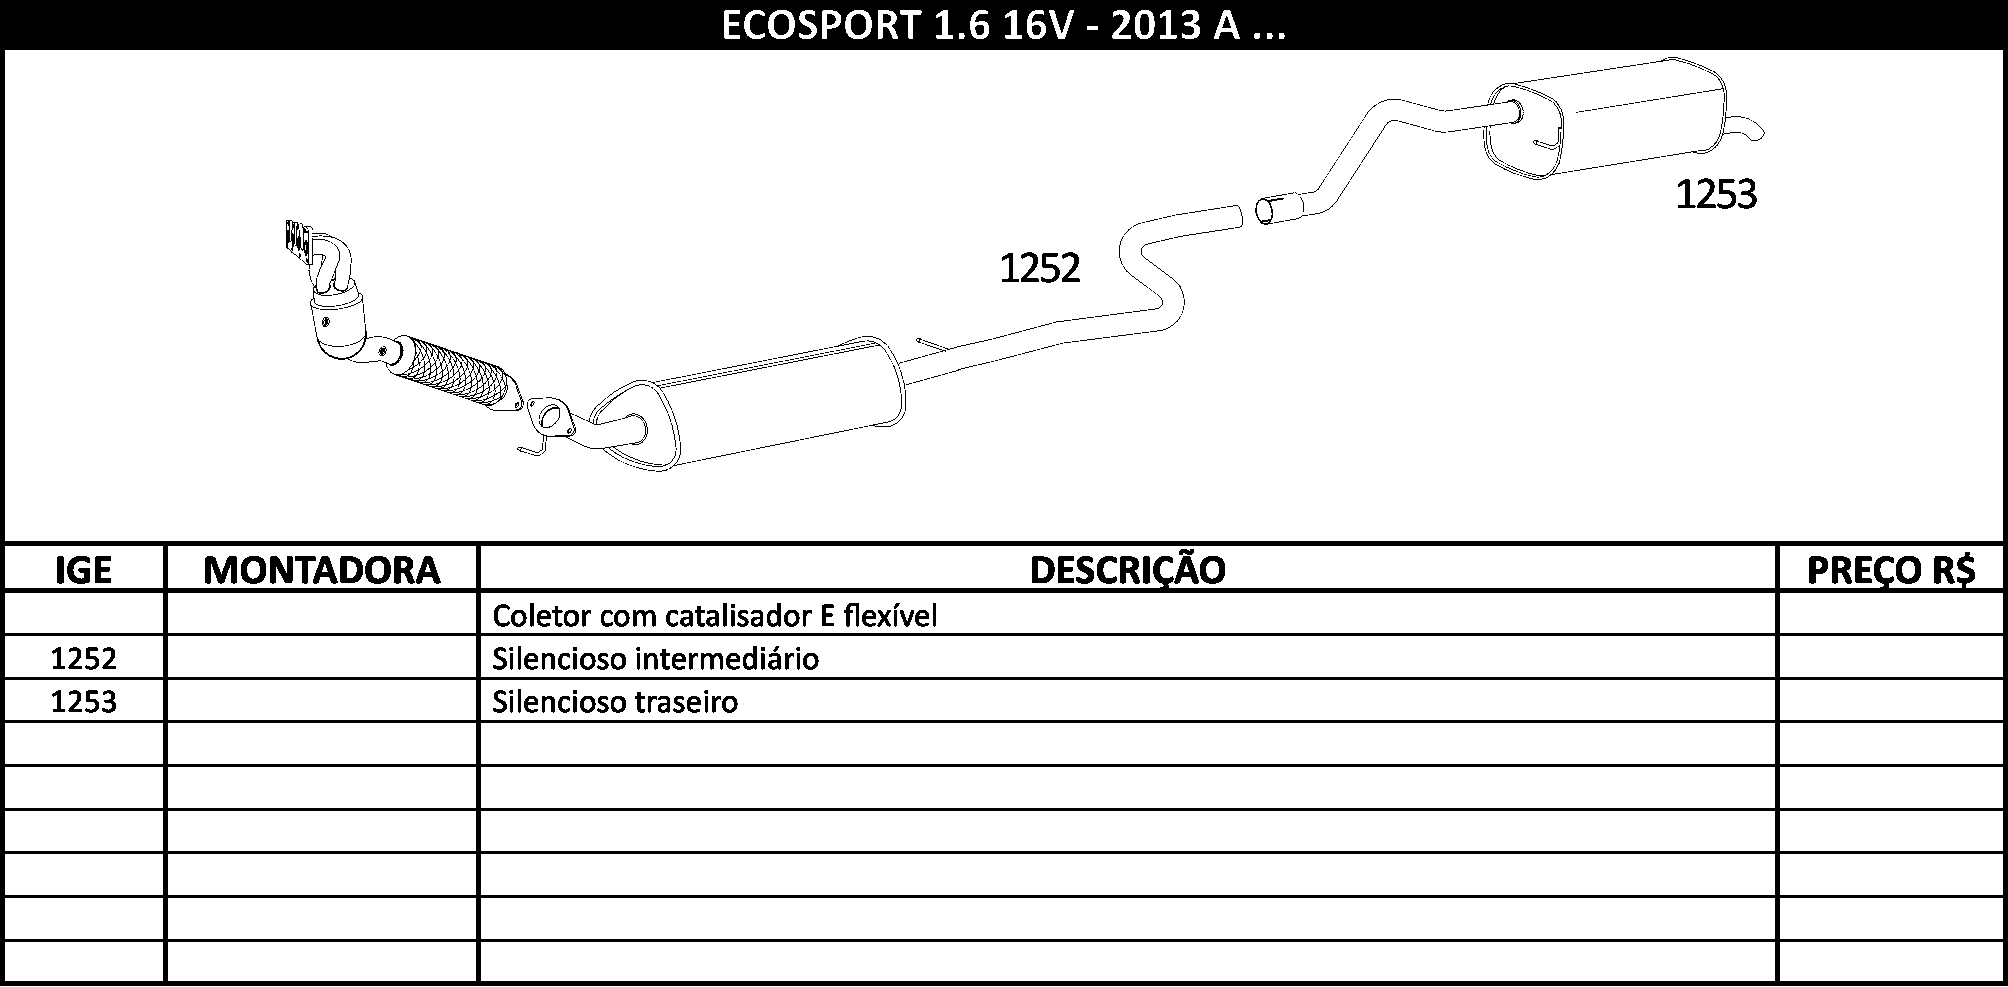 ECOSPORT 1.6 16V - 2013 A ...
1253
1252
IGE MONTADORA DESCRIÇÃO PREÇO R$
Coletor com catalisador E flexível
1252 Silencioso intermediário
1253 Silencioso traseiro